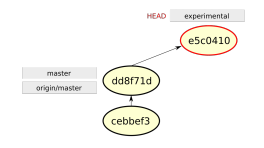 HEAD experimental
e5c0410
master
dd8f71d
origin/master
cebbef3